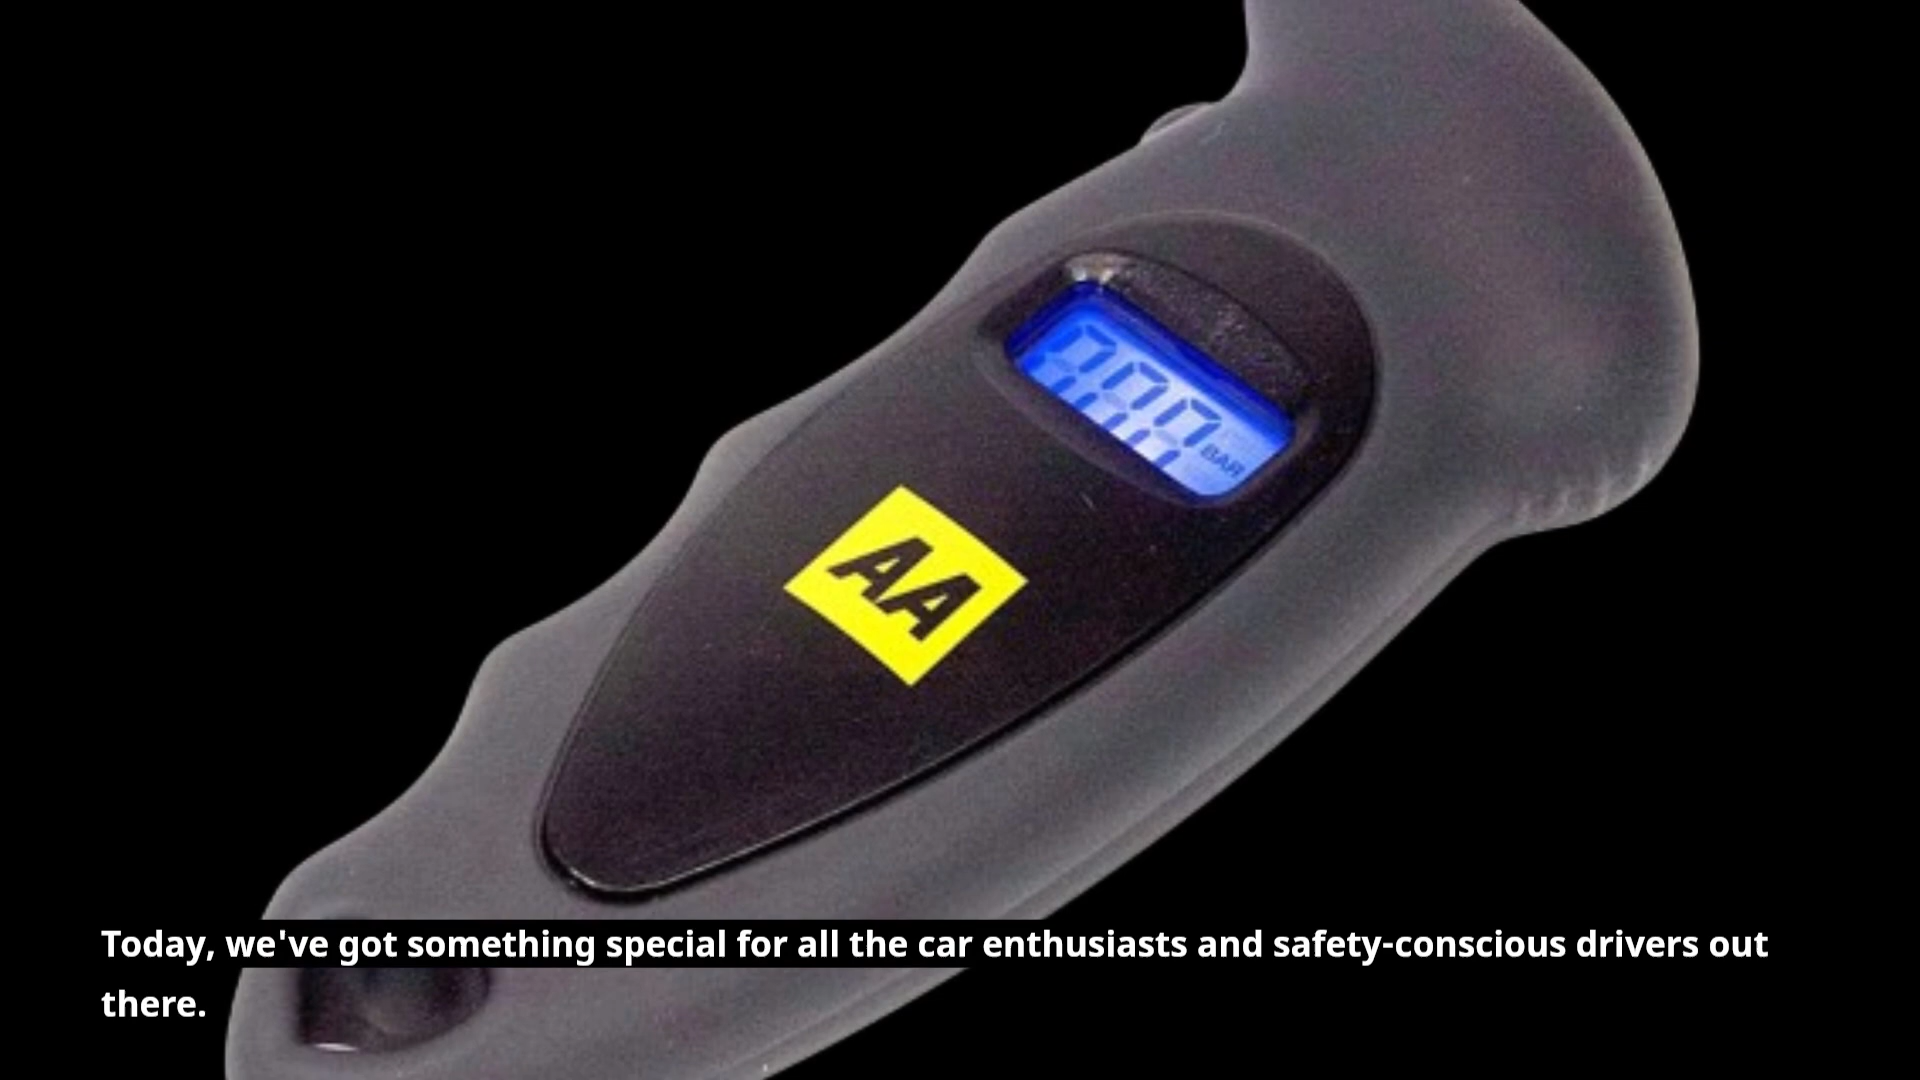 000
BAR
AA
Today, we've got something special for all the car enthusiasts and safety-conscious drivers out
there.